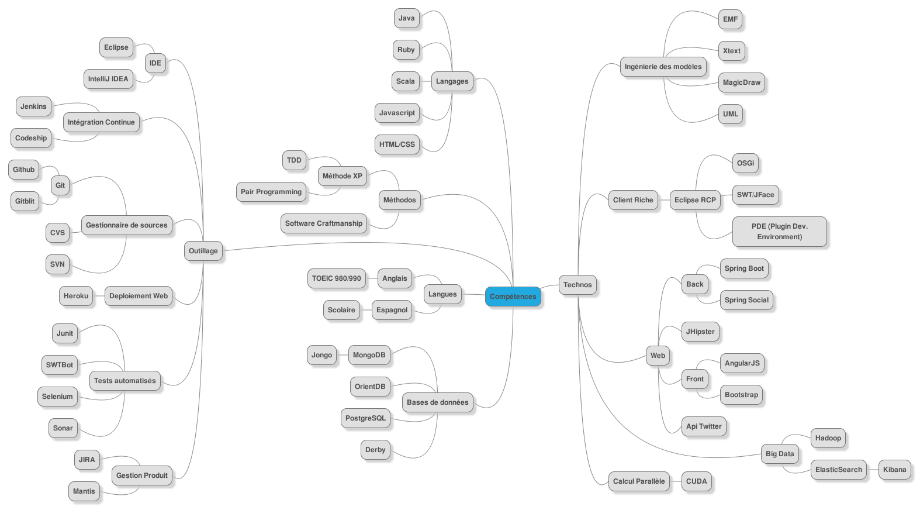 Compétences
Outillage
IDE
Eclipse
IntelliJ IDEA
Intégration Continue
Jenkins
Codeship
Gestionnaire de sources
Git
Github
Gitblit
CVS
SVN
Deploiement Web
Heroku
Tests automatisés
Junit
SWTBot
Selenium
Sonar
Gestion Produit
JIRA
Mantis
Langages
Java
Ruby
Scala
Javascript
HTML/CSS
Méthodos
Méthode XP
TDD
Pair Programming
Software Craftmanship
Langues
Anglais
TOEIC 980/990
Espagnol
Scolaire
Bases de données
MongoDB
Jongo
OrientDB
PostgreSQL
Derby
Technos
Ingénierie des modèles
EMF
Xtext
MagicDraw
UML
Client Riche
Eclipse RCP
OSGi
SWT/JFace
PDE (Plugin Dev.
Environment)
Web
Back
Spring Boot
Spring Social
JHipster
Front
AngularJS
Bootstrap
Api Twitter
Big Data
Hadoop
ElasticSearch
Kibana
Calcul Parallèle
CUDA